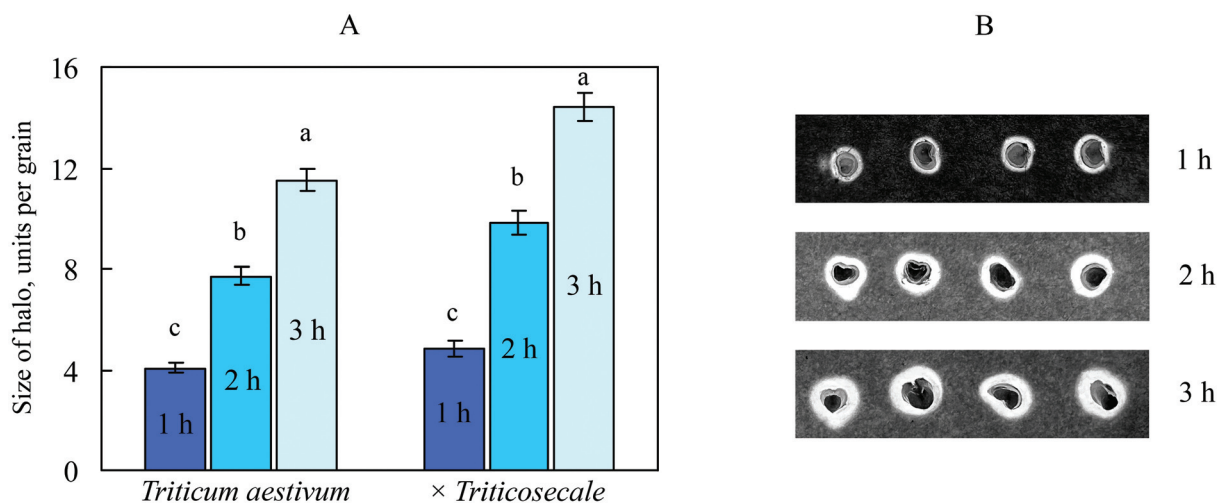 A
B
Size of halo, units per grain
16
12
8
4
0
c
b
a
c
b
a
1 h
2 h
3 h
1 h
2 h
3 h
Triticum aestivum
× Triticosecale
1 h
2 h
3 h